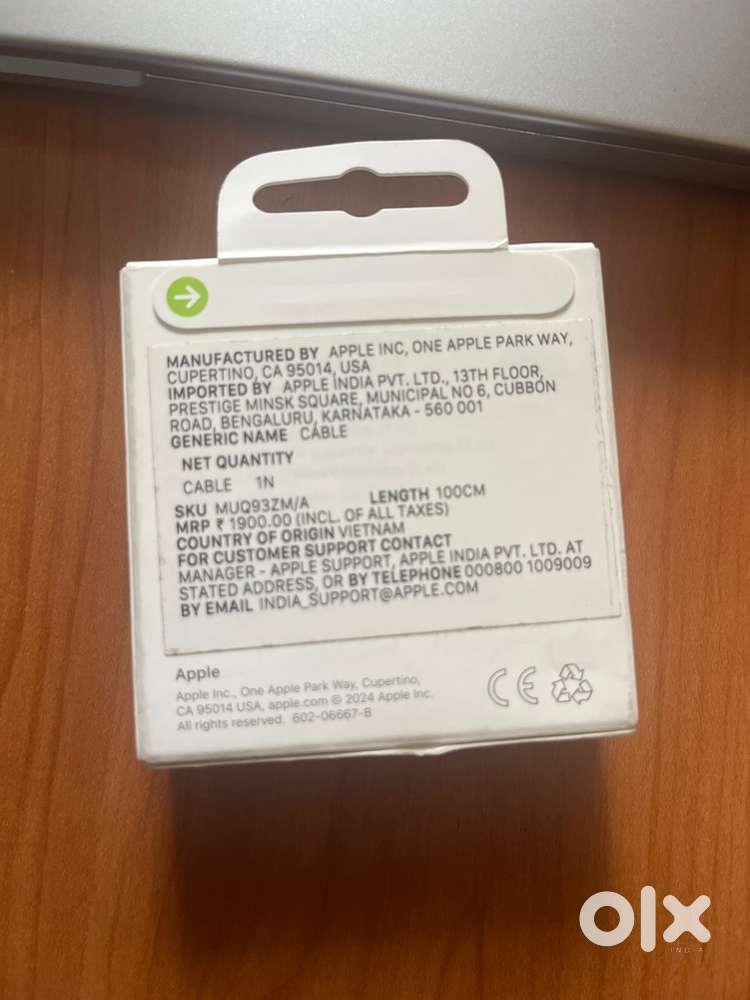 MANUFACTURED BY APPLE INC, ONE APPLE PARK WAY,
CUPERTINO, CA 95014, USA
IMPORTED BY APPLE INDIA PVT. LTD., 13TH FLOOR,
PRESTIGE MINSK SQUARE, MUNICIPAL NO 6, CUBBON
ROAD, BENGALURU, KARNATAKA - 560 001
GENERIC NAME CABLE
NET QUANTITY
CABLE 1N
SKU MUQ93ZM/A LENGTH 100CM
MRP ₹ 1900.00 (INCL. OF ALL TAXES)
COUNTRY OF ORIGIN VIETNAM
FOR CUSTOMER SUPPORT CONTACT
MANAGER - APPLE SUPPORT, APPLE INDIA PVT. LTD. AT
STATED ADDRESS, OR BY TELEPHONE 000800 1009009
BY EMAIL INDIA_SUPPORT@APPLE.COM
Apple
Apple Inc., One Apple Park Way, Cupertino,
CA 95014 USA, apple.com © 2024 Apple Inc.
All rights reserved. 602-06667-B
CE
olx
INDIA